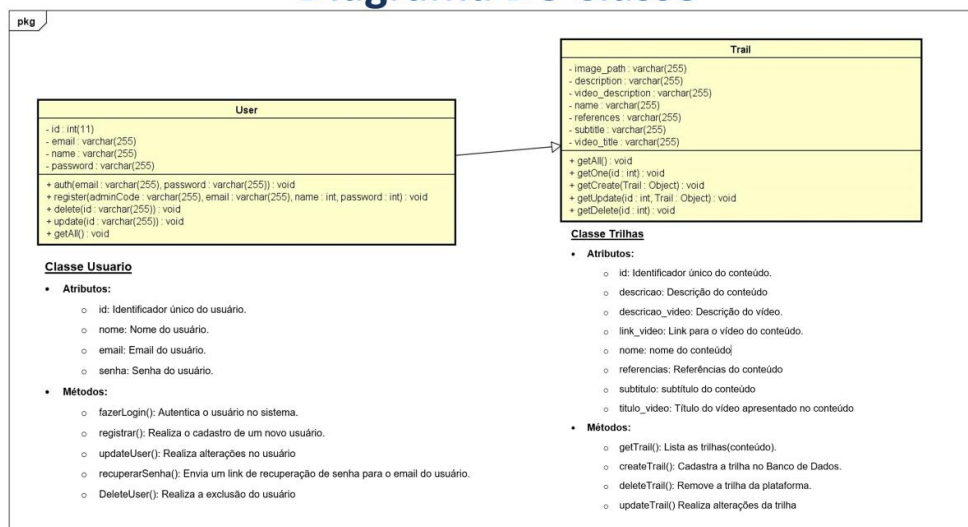 Diagrama De Classe
pkg
User
- id : int(11)
- email : varchar(255)
- name : varchar(255)
- password : varchar(255)
+ auth(email : varchar(255), password : varchar(255)) : void
+ register(adminCode : varchar(255), email : varchar(255), name : int, password : int) : void
+ delete(id : varchar(255)) : void
+ update(id : varchar(255)) : void
+ getAll() : void
Classe Usuario
• Atributos:
○ id: Identificador único do usuário.
○ nome: Nome do usuário.
○ email: Email do usuário.
○ senha: Senha do usuário.
• Métodos:
○ fazerLogin(): Autentica o usuário no sistema.
○ registrar(): Realiza o cadastro de um novo usuário.
○ updateUser(): Realiza alterações no usuário
○ recuperarSenha(): Envia um link de recuperação de senha para o email do usuário.
○ DeleteUser(): Realiza a exclusão do usuário
Trail
- image_path : varchar(255)
- description : varchar(255)
- video_description : varchar(255)
- name : varchar(255)
- references : varchar(255)
- subtitle : varchar(255)
- video_title : varchar(255)
+ getAll() : void
+ getOne(id : int) : void
+ getCreate(Trail : Object) : void
+ getUpdate(id : int, Trail : Object) : void
+ getDelete(id : int) : void
Classe Trilhas
• Atributos:
○ id: Identificador único do conteúdo.
○ descricao: Descrição do conteúdo
○ descricao_video: Descrição do vídeo.
○ link_video: Link para o vídeo do conteúdo.
○ nome: nome do conteúdo
○ referencias: Referências do conteúdo
○ subtitulo: subtítulo do conteúdo
○ titulo_video: Título do vídeo apresentado no conteúdo
• Métodos:
○ getTrail(): Lista as trilhas(conteúdo).
○ createTrail(): Cadastra a trilha no Banco de Dados.
○ deleteTrail(): Remove a trilha da plataforma.
○ updateTrail() Realiza alterações da trilha